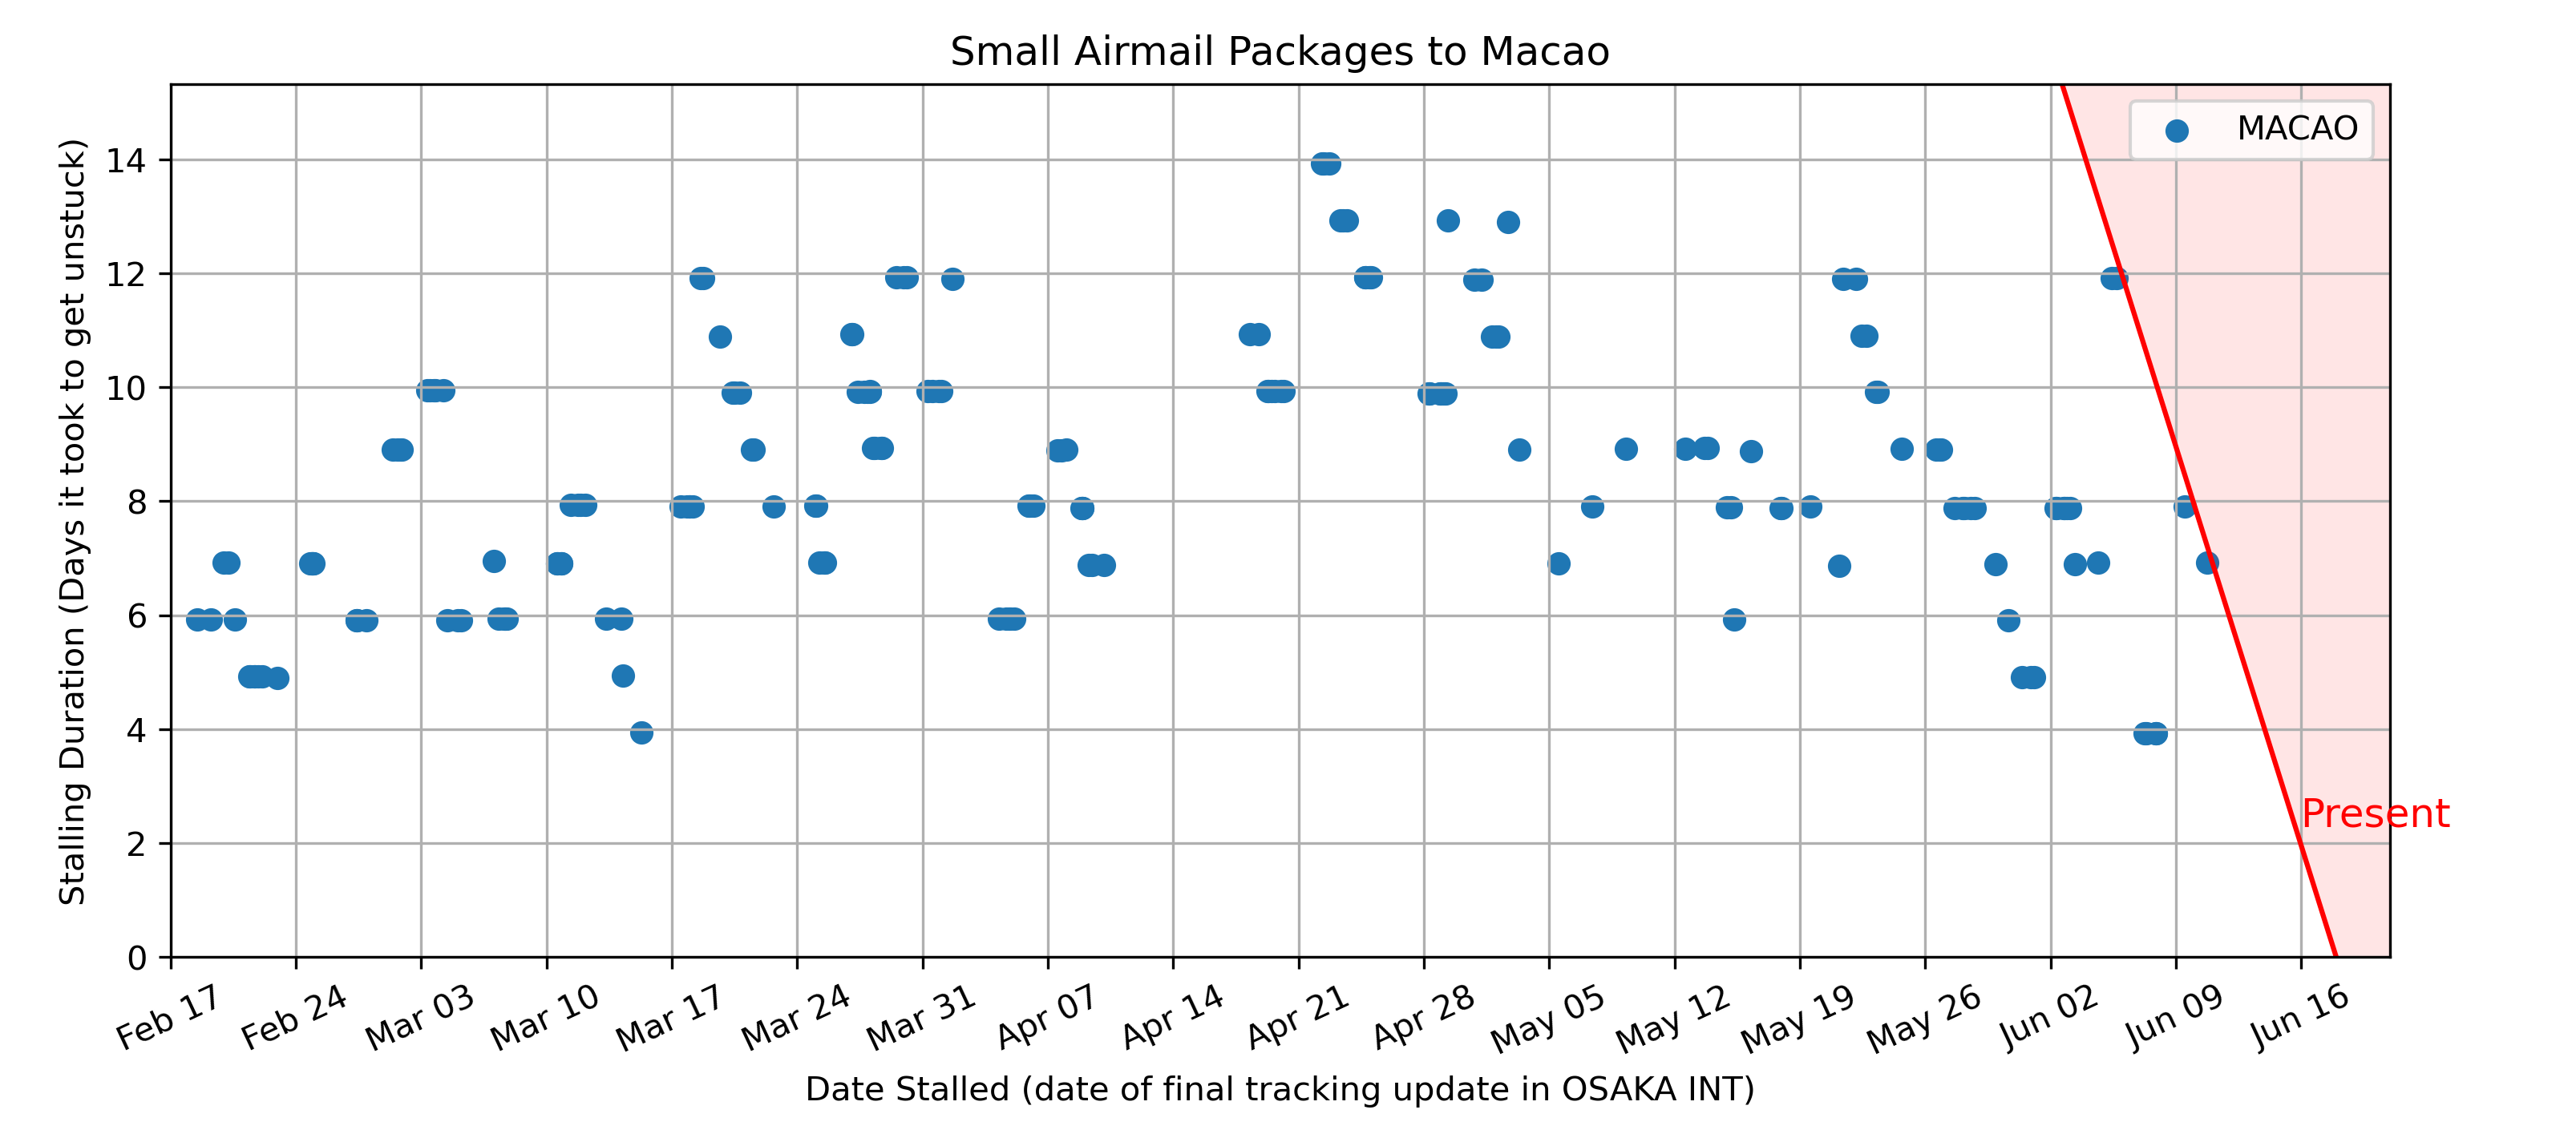 Small Airmail Packages to Macao
MACAO
Stalling Duration (Days it took to get unstuck)
14
12
10
8
6
4
2
0
Present
Feb 17
Feb 24
Mar 03
Mar 10
Mar 17
Mar 24
Mar 31
Apr 07
Apr 14
Apr 21
Apr 28
May 05
May 12
May 19
May 26
Jun 02
Jun 09
Jun 16
Date Stalled (date of final tracking update in OSAKA INT)